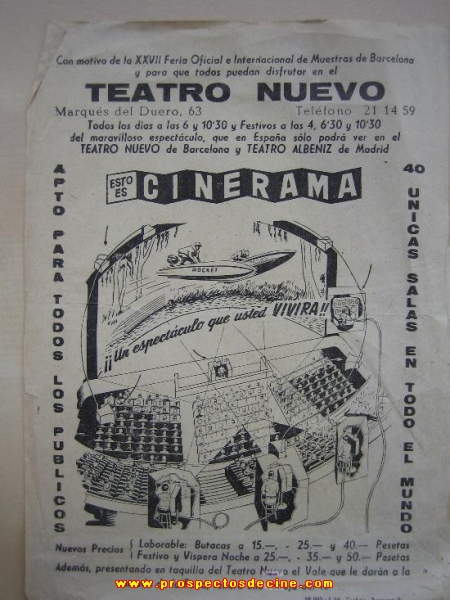 Con motivo de la XXVII Feria Oficial e Internacional de Muestras de Barcelona
y para que todos puedan disfrutar en el
TEATRO NUEVO
Marqués del Duero, 63 Teléfono 21 14 59
Todos los dias a las 6 y 10'30 y Festivos a las 4, 6'30 y 10'30
del maravilloso espectáculo, que en España sólo podrá ver en el
TEATRO NUEVO de Barcelona y TEATRO ALBENIZ de Madrid
ESTO ES CINERAMA
APTO PARA TODOS LOS PUBLICOS
40 UNICAS SALAS EN TODO EL MUNDO
ROCKET
¡¡Un espectáculo que usted VIVIRA!!
Nuevos Precios
Laborable: Butacas a 15.—, - 25.— y 40.— Pesetas
Festivo y Vispera Noche a 25.—, - 35.— y 50.— Pesetas
Además, presentando en taquilla del Teatro Nuevo el Vale que le darán a la
www.prospectosdecine.com